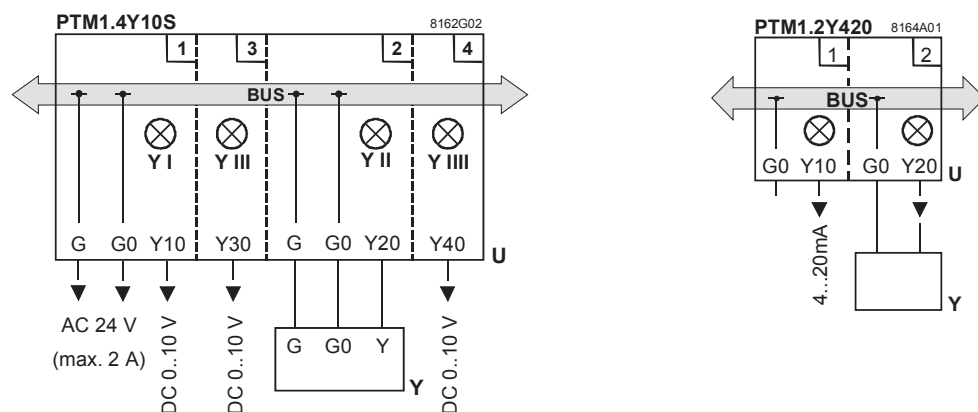 PTM1.4Y10S 8162G02
1 3 2 4
BUS
Y I Y III Y II Y IIII
G G0 Y10 Y30 G G0 Y20 Y40 U
AC 24 V
(max. 2 A)
DC 0..10 V
DC 0..10 V
G G0 Y
Y
DC 0..10 V
PTM1.2Y420 8164A01
1 2
BUS
G0 Y10 G0 Y20 U
4...20mA
Y